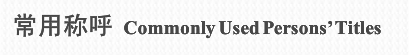 常用称呼 Commonly Used Persons’ Titles